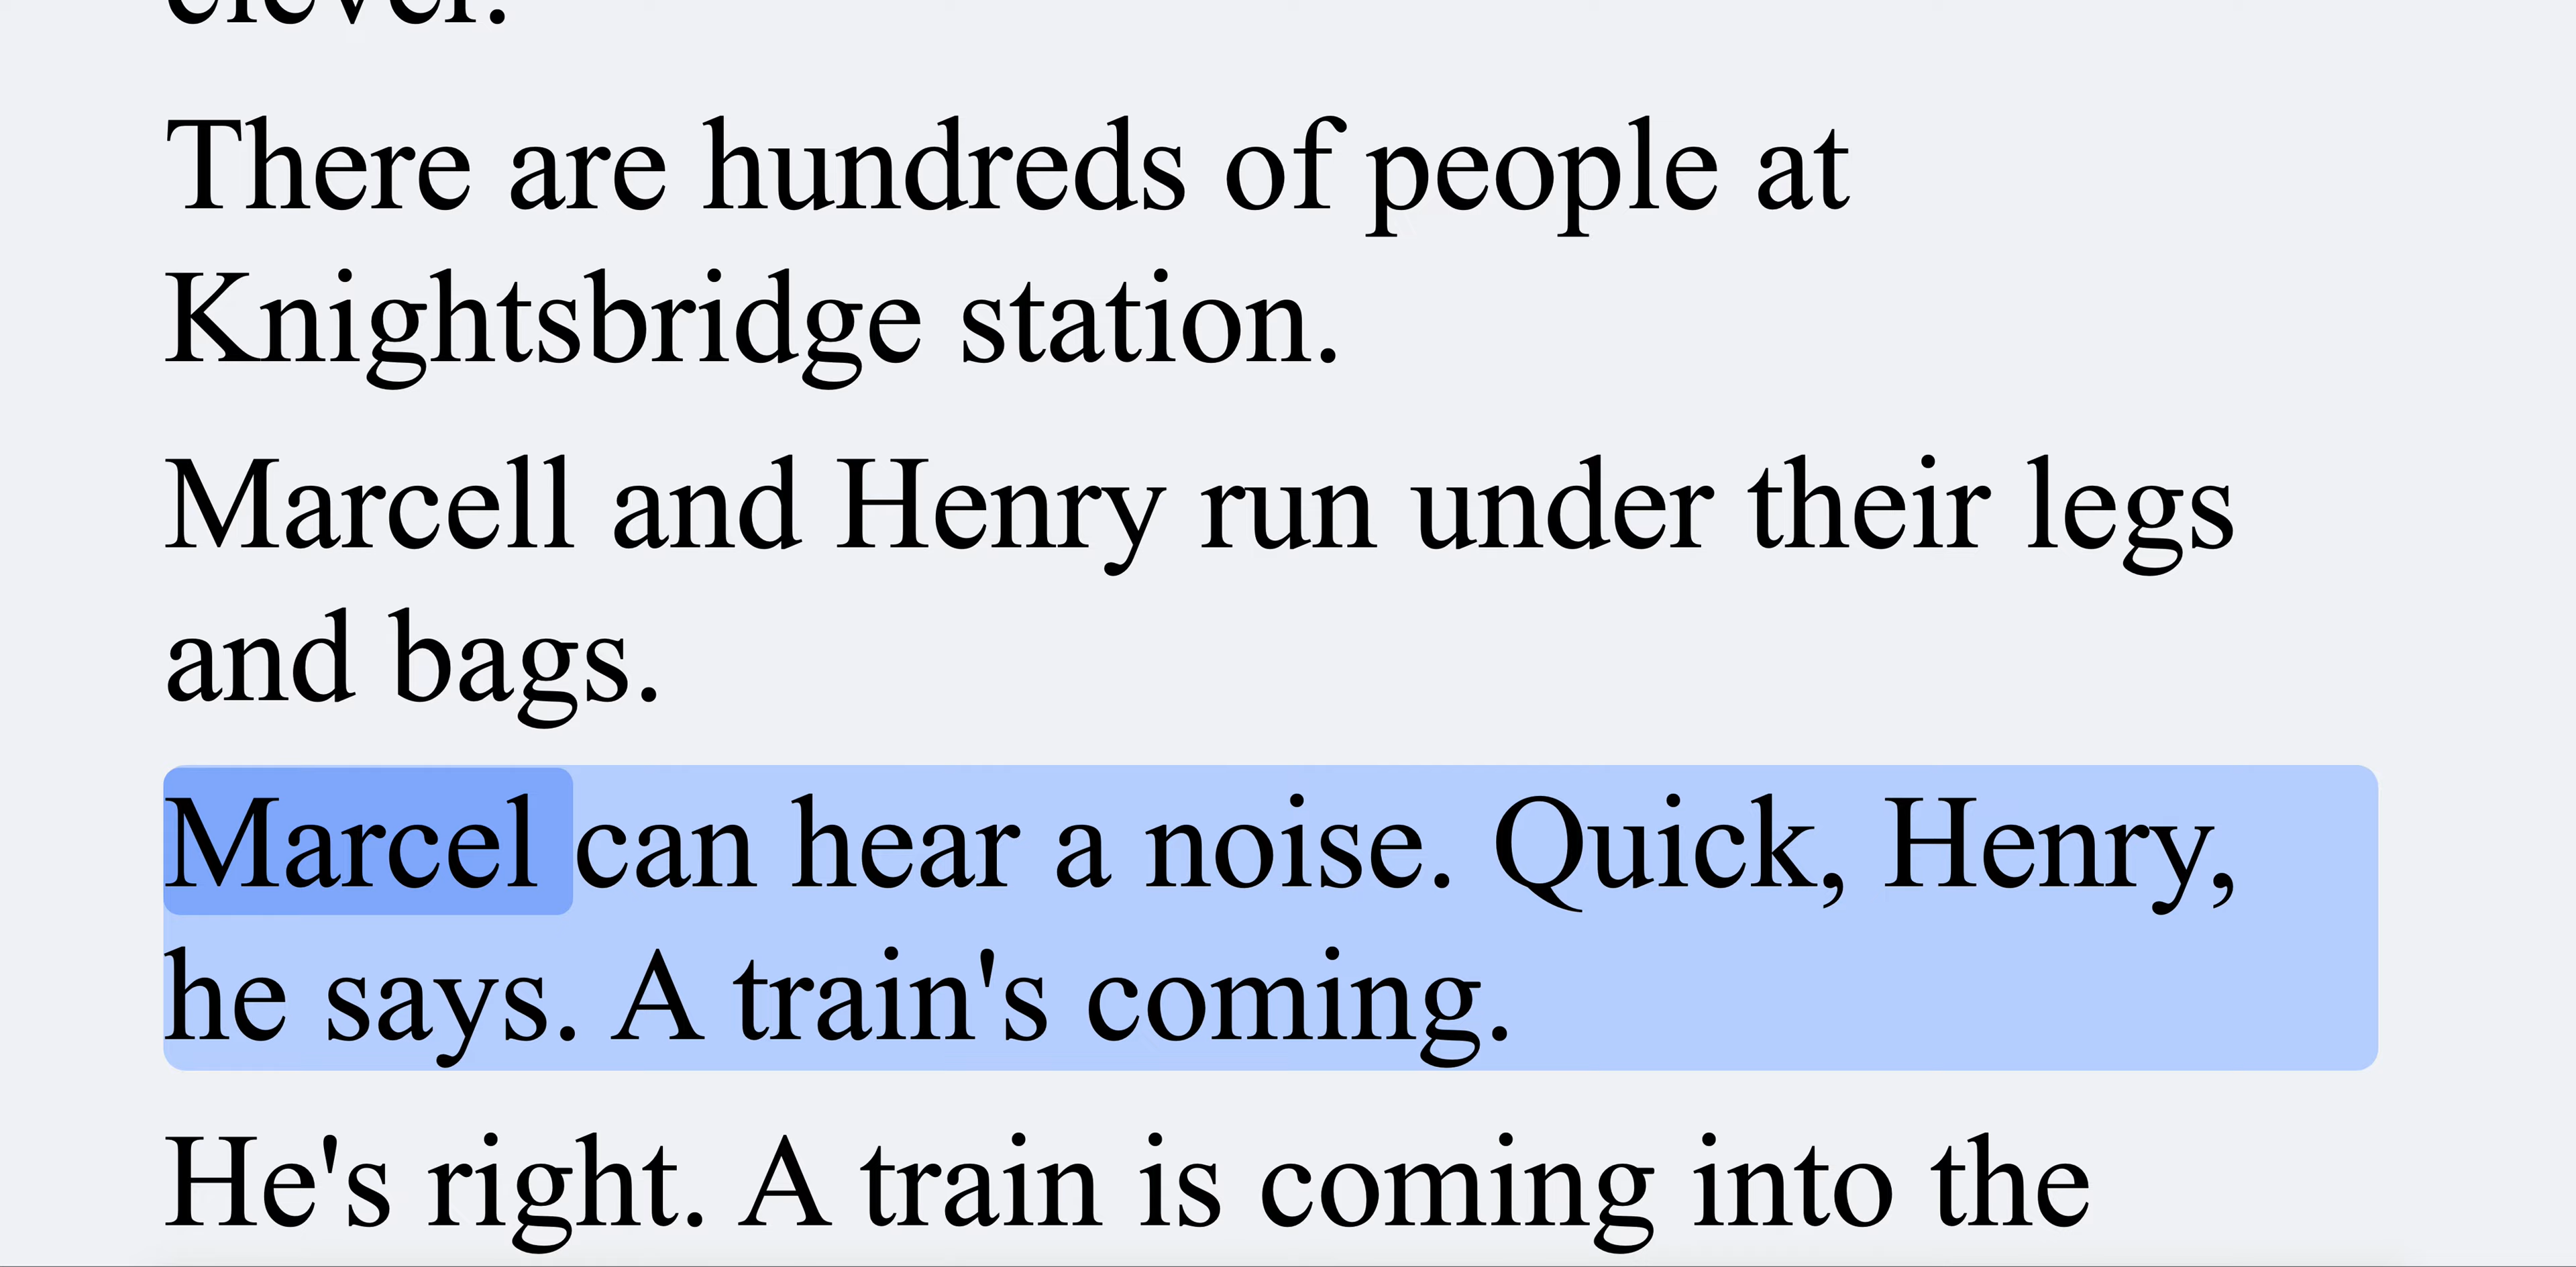 clever.
There are hundreds of people at
Knightsbridge station.
Marcell and Henry run under their legs
and bags.
Marcel can hear a noise. Quick, Henry,
he says. A train's coming.
He's right. A train is coming into the